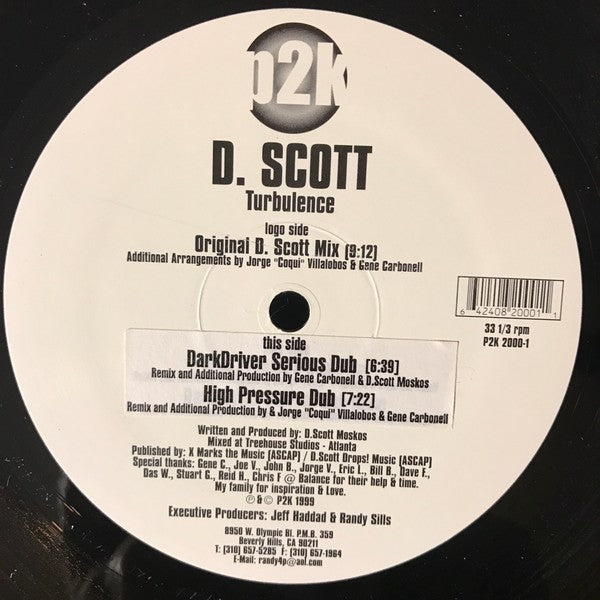 p2k
D. SCOTT
Turbulence
logo side
Original D. Scott Mix [9:12]
Additional Arrangements by Jorge "Coqui" Villalobos & Gene Carbonell
6 42408 20001 1
33 1/3 rpm
P2K 2000-1
this side
DarkDriver Serious Dub [6:39]
Remix and Additional Production by Gene Carbonell & D.Scott Moskos
High Pressure Dub [7:22]
Remix and Additional Production by & Jorge "Coqui" Villalobos & Gene Carbonell
Written and Produced by: D.Scott Moskos
Mixed at Treehouse Studios - Atlanta
Published by: X Marks the Music [ASCAP] / D.Scott Drops! Music [ASCAP]
Special thanks: Gene C., Joe V., John B., Jorge V., Eric L., Bill B., Dave F.,
Das W., Stuart G., Reid H., Chris F @ Balance for their help & time.
My family for inspiration & Love.
℗ & © P2K 1999
Executive Producers: Jeff Haddad & Randy Sills
8950 W. Olympic Bl. P.M.B. 359
Beverly Hills, CA 90211
T: (310) 657-5285 F: (310) 657-1964
E-Mail: randy4p@aol.com